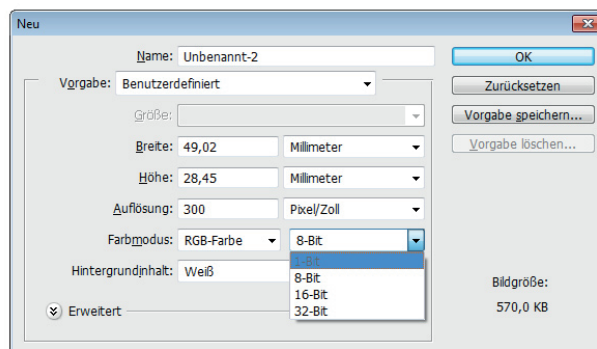 Neu
Name: Unbenannt-2
OK
Vorgabe: Benutzerdefiniert
Zurücksetzen
Größe:
Vorgabe speichern...
Breite: 49,02 Millimeter
Vorgabe löschen...
Höhe: 28,45 Millimeter
Auflösung: 300 Pixel/Zoll
Farbmodus: RGB-Farbe 8-Bit
1-Bit
Hintergrundinhalt: Weiß
8-Bit
16-Bit
32-Bit
Erweitert
Bildgröße:
570,0 KB